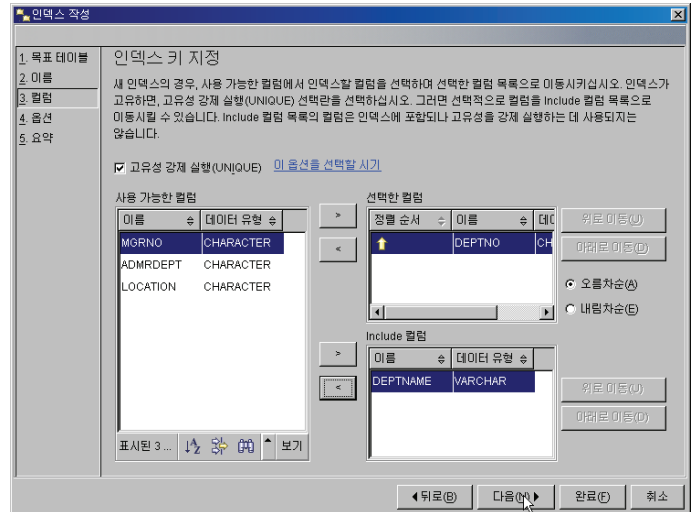 인덱스 작성
1. 목표 테이블
2. 이름
3. 컬럼
4. 옵션
5. 요약
인덱스 키 지정
새 인덱스의 경우, 사용 가능한 컬럼에서 인덱스할 컬럼을 선택하여 선택한 컬럼 목록으로 이동시키십시오. 인덱스가
고유하면, 고유성 강제 실행(UNIQUE) 선택란을 선택하십시오. 그러면 선택적으로 컬럼을 Include 컬럼 목록으로
이동시킬 수 있습니다. Include 컬럼 목록의 컬럼은 인덱스에 포함되나 고유성을 강제 실행하는 데 사용되지는
않습니다.
고유성 강제 실행(UNIQUE) 이 옵션을 선택할 시기
사용 가능한 컬럼
이름 데이터 유형
MGRNO CHARACTER
ADMRDEPT CHARACTER
LOCATION CHARACTER
표시된 3 ... 보기
>
<
>
<
선택한 컬럼
정렬 순서 이름 데이
DEPTNO CH
위로 이동(U)
아래로 이동(D)
오름차순(A)
내림차순(E)
Include 컬럼
이름 데이터 유형
DEPTNAME VARCHAR
위로 이동(U)
아래로 이동(D)
뒤로(B) 다음(N) 완료(F) 취소